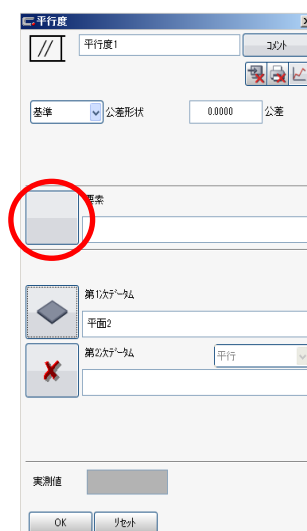 平行度
平行度1
コメント
基準
公差形状
0.0000
公差
要素
第1次ﾃﾞｰﾀﾑ
平面2
第2次ﾃﾞｰﾀﾑ
平行
実測値
OK
ﾘｾｯﾄ